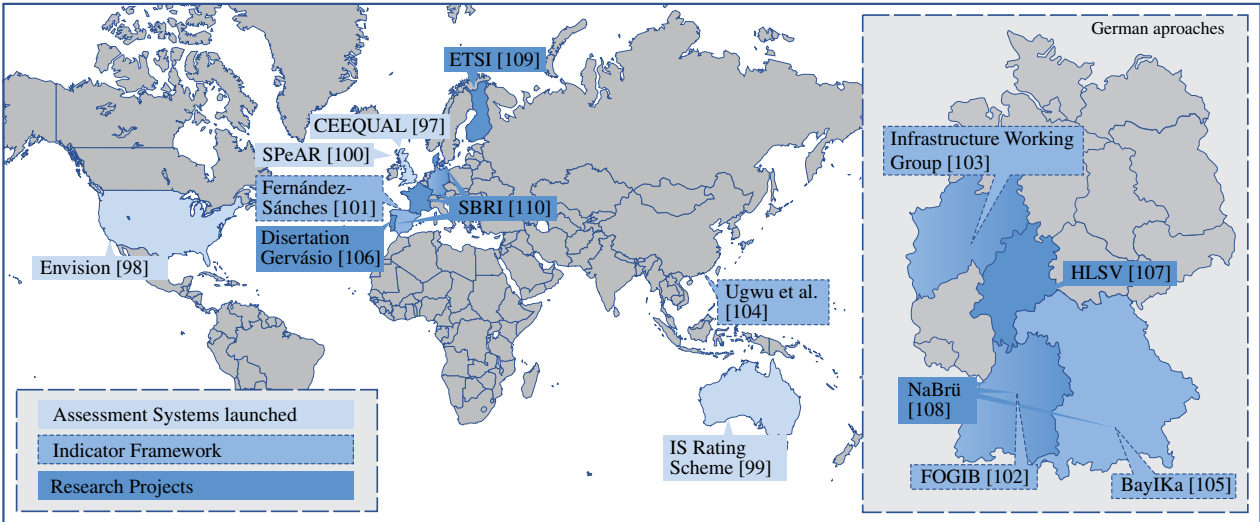 German aproaches
ETSI [109]
CEEQUAL [97]
SPeAR [100]
Fernández-
Sánches [101]
SBRI [110]
Disertation
Gervásio [106]
Envision [98]
Ugwu et al.
[104]
IS Rating
Scheme [99]
Assessment Systems launched
Indicator Framework
Research Projects
Infrastructure Working
Group [103]
HLSV [107]
NaBrü
[108]
FOGIB [102]
BayIKa [105]